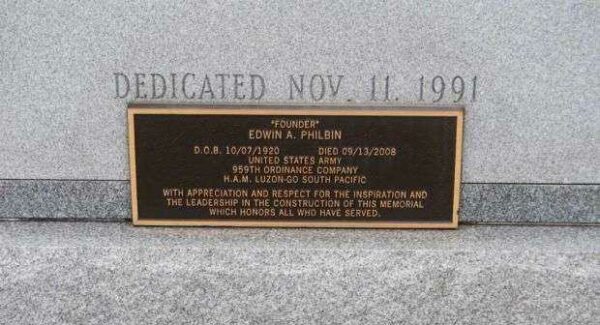 DEDICATED NOV. 11. 1991
"FOUNDER"
EDWIN A. PHILBIN
D.O.B. 10/07/1920 DIED 09/13/2008
UNITED STATES ARMY
959TH ORDINANCE COMPANY
H.A.M. LUZON-GO SOUTH PACIFIC
WITH APPRECIATION AND RESPECT FOR THE INSPIRATION AND
THE LEADERSHIP IN THE CONSTRUCTION OF THIS MEMORIAL
WHICH HONORS ALL WHO HAVE SERVED.